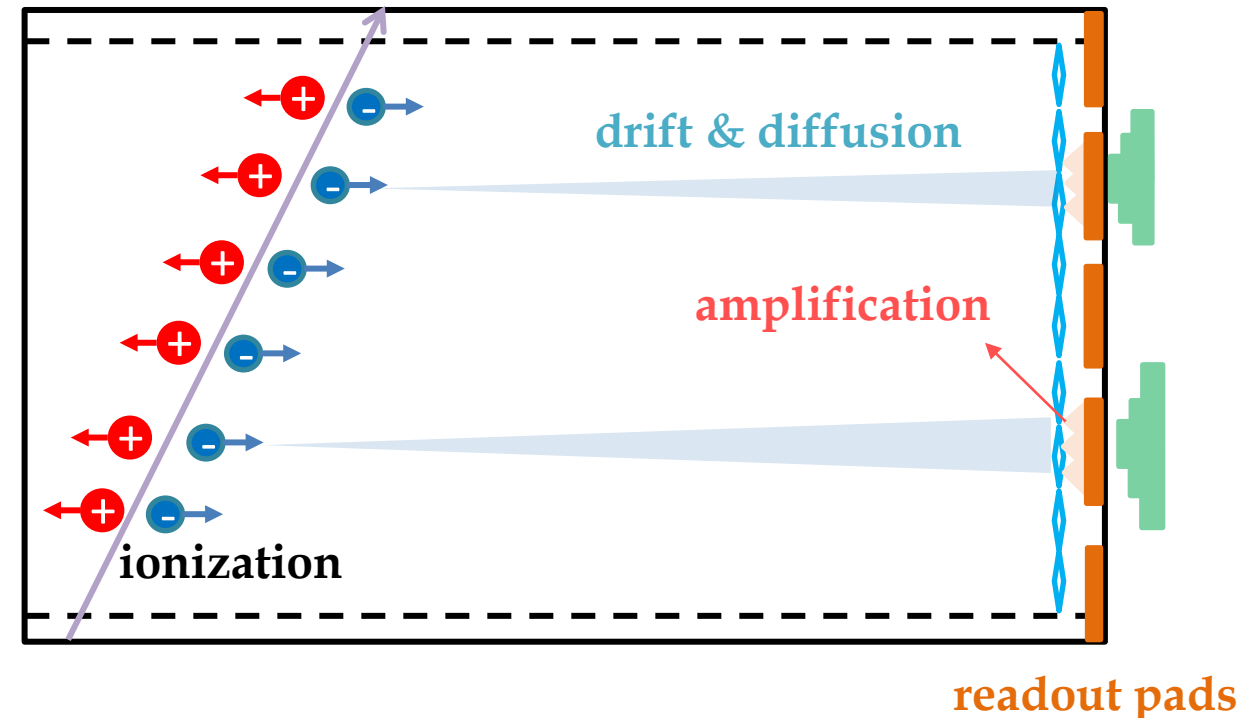 + -
drift & diffusion
+ -
+ -
amplification
+ -
+ -
+ -
ionization
readout pads